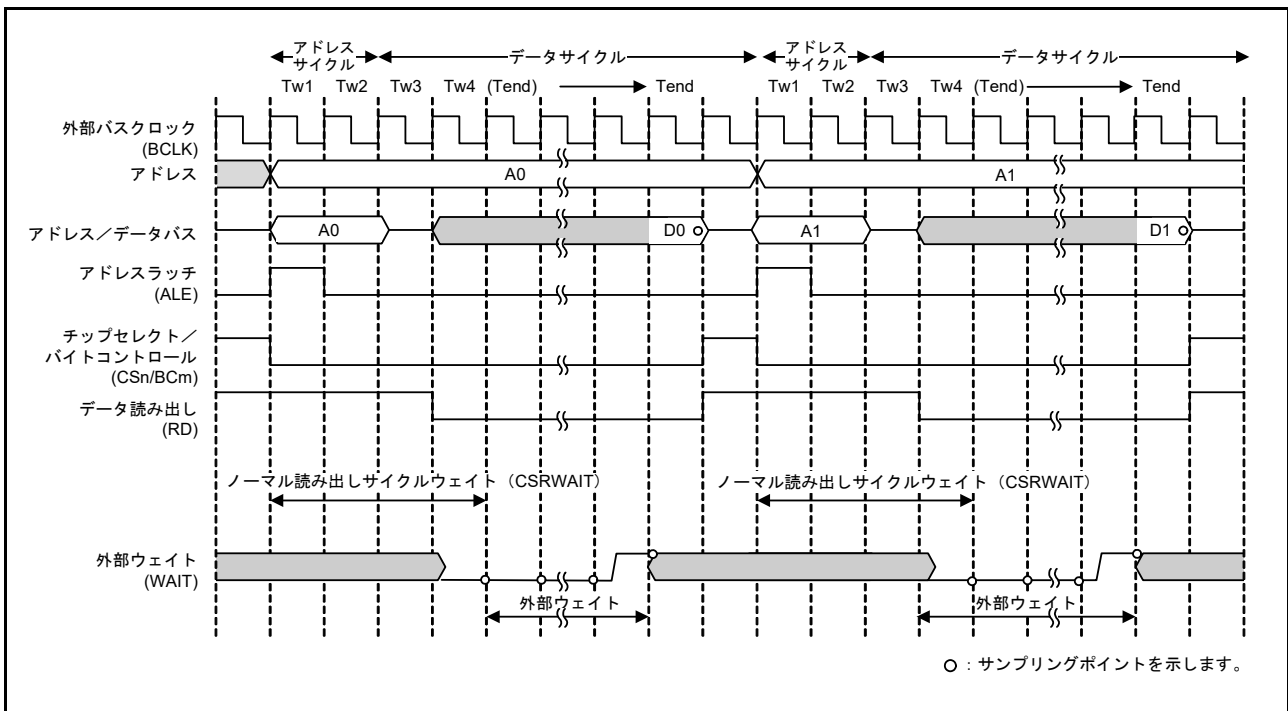 アドレス
サイクル
データサイクル
アドレス
サイクル
データサイクル
Tw1 Tw2 Tw3 Tw4 (Tend) Tend Tw1 Tw2 Tw3 Tw4 (Tend) Tend
外部バスクロック
(BCLK)
アドレス
A0
A1
アドレス／データバス
A0
D0
A1
D1
アドレスラッチ
(ALE)
チップセレクト／
バイトコントロール
(CSn/BCm)
データ読み出し
(RD)
ノーマル読み出しサイクルウェイト（CSRWAIT）
ノーマル読み出しサイクルウェイト（CSRWAIT）
外部ウェイト
(WAIT)
外部ウェイト
外部ウェイト
：サンプリングポイントを示します。